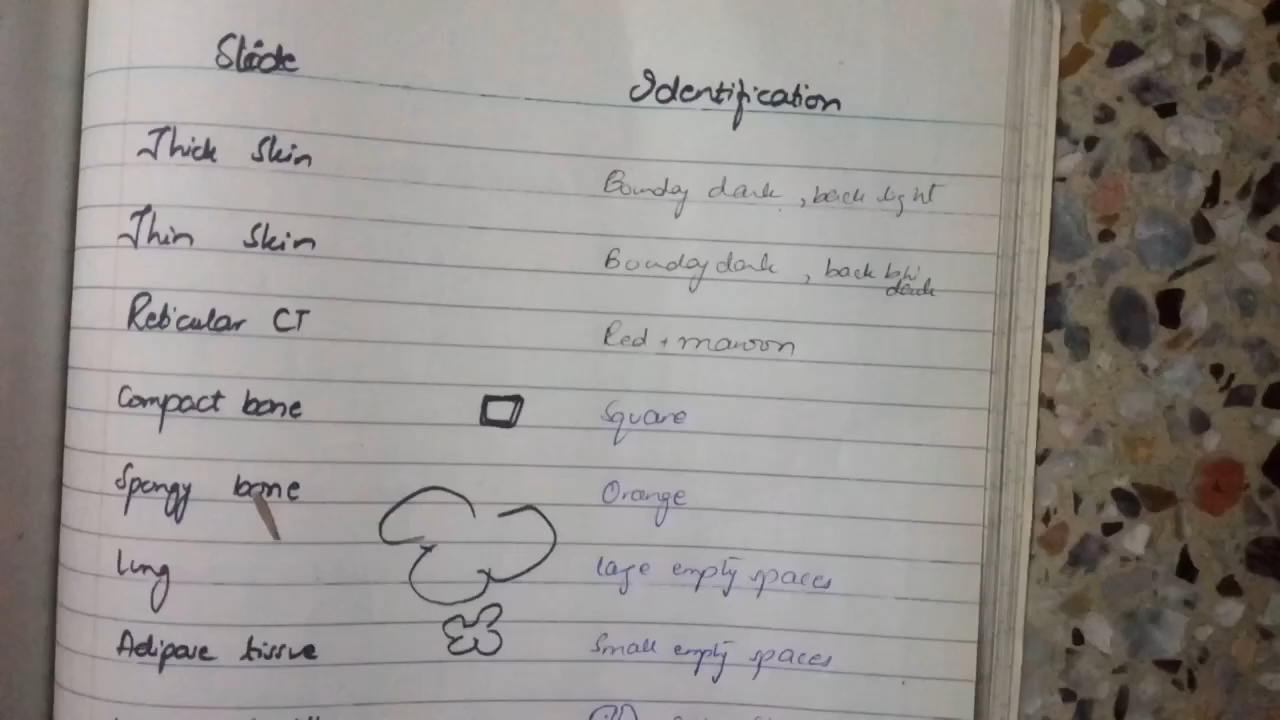 Slide
Identification
Thick Skin
Bounday dark , back light
Thin Skin
Bounday dark , back
dark
Reticular CT
Red + maroon
Compact bone
Square
Spongy bone
Orange
Lung
large empty spaces
Adipose tissue
Small empty spaces